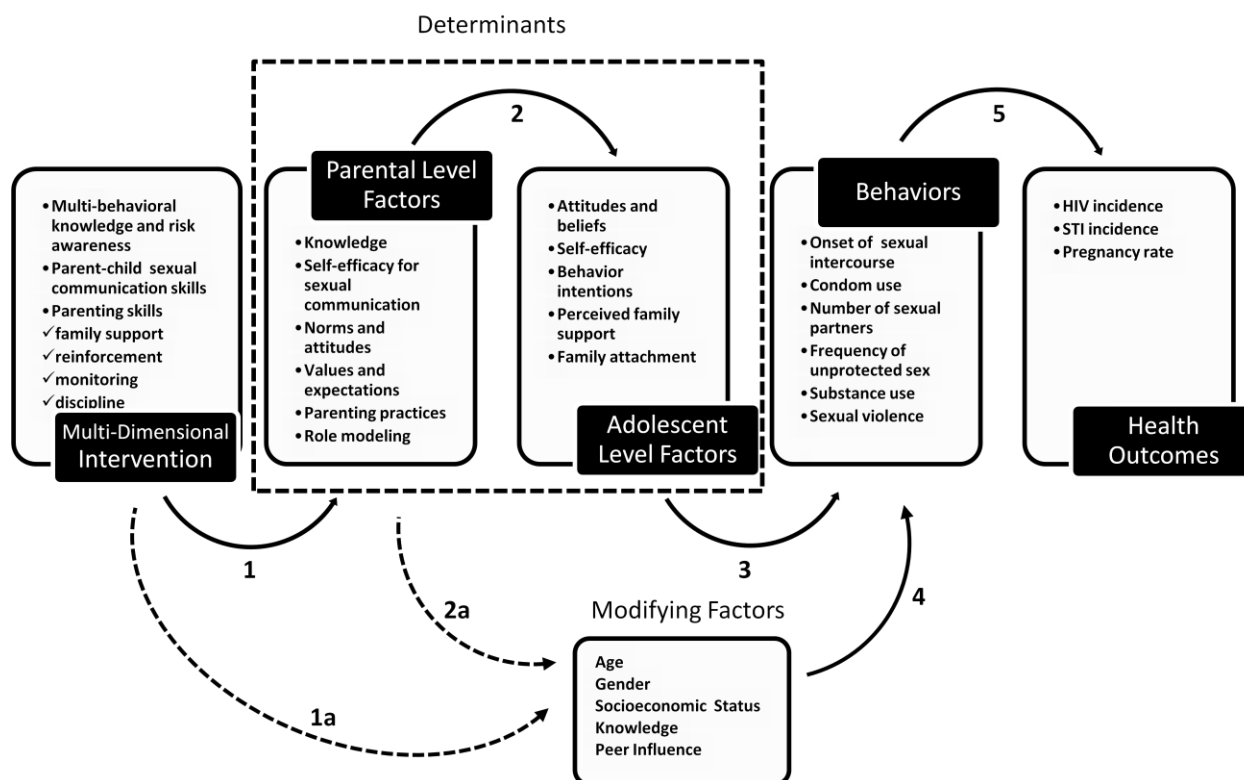 Determinants
2
5
Parental Level
Factors
Behaviors
• Multi-behavioral
knowledge and risk
awareness
• Parent-child sexual
communication skills
• Parenting skills
✓ family support
✓ reinforcement
✓ monitoring
✓ discipline
Multi-Dimensional
Intervention
• Knowledge
• Self-efficacy for
sexual
communication
• Norms and
attitudes
• Values and
expectations
• Parenting practices
• Role modeling
• Attitudes and
beliefs
• Self-efficacy
• Behavior
intentions
• Perceived family
support
• Family attachment
Adolescent
Level Factors
• Onset of sexual
intercourse
• Condom use
• Number of sexual
partners
• Frequency of
unprotected sex
• Substance use
• Sexual violence
• HIV incidence
• STI incidence
• Pregnancy rate
Health
Outcomes
1
3
4
2a
1a
Modifying Factors
Age
Gender
Socioeconomic Status
Knowledge
Peer Influence